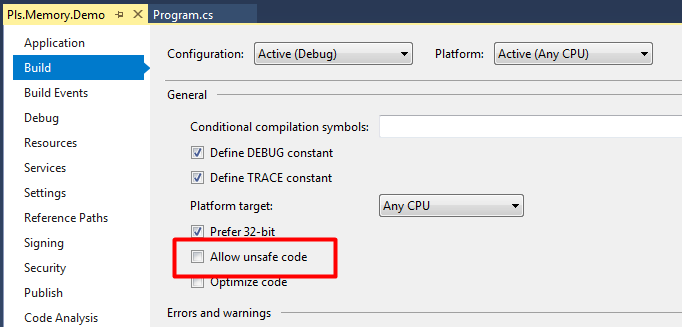 Pls.Memory.Demo
Program.cs
Application
Configuration: Active (Debug) Platform: Active (Any CPU)
Build
Build Events
General
Debug
Conditional compilation symbols:
Resources
Define DEBUG constant
Services
Define TRACE constant
Settings
Platform target: Any CPU
Reference Paths
Prefer 32-bit
Signing
Allow unsafe code
Security
Optimize code
Publish
Errors and warnings
Code Analysis